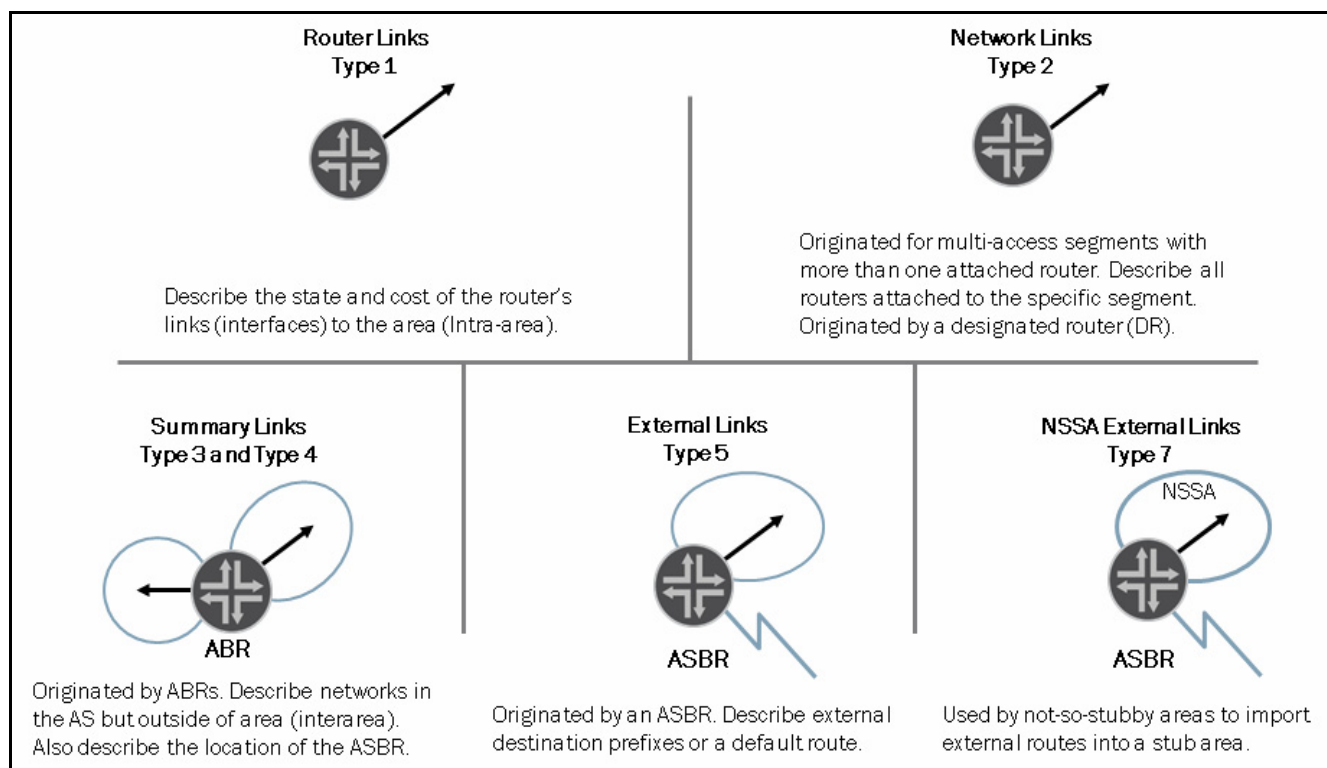 Router Links
Type 1
Network Links
Type 2
Describe the state and cost of the router's
links (interfaces) to the area (Intra-area).
Originated for multi-access segments with
more than one attached router. Describe all
routers attached to the specific segment.
Originated by a designated router (DR).
Summary Links
Type 3 and Type 4
ABR
Originated by ABRs. Describe networks in
the AS but outside of area (interarea).
Also describe the location of the ASBR.
External Links
Type 5
ASBR
Originated by an ASBR. Describe external
destination prefixes or a default route.
NSSA External Links
Type 7
NSSA
ASBR
Used by not-so-stubby areas to import
external routes into a stub area.